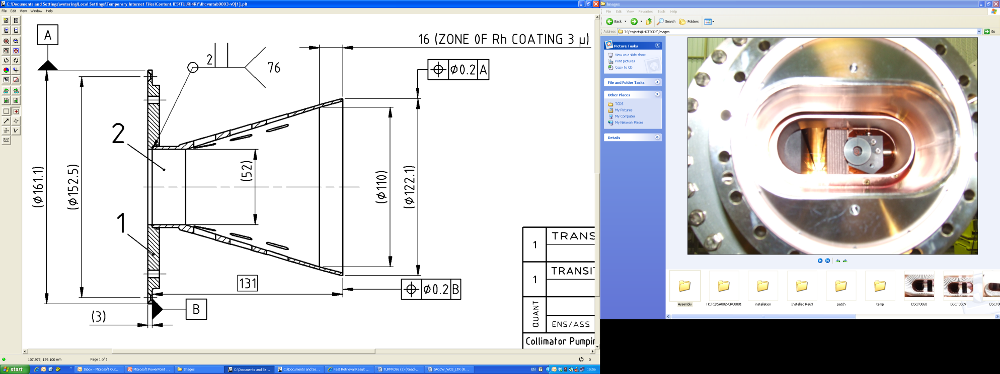 C:\Documents and Settings\wetering\Local Settings\Temporary Internet Files\Content.IE5\TUJRI4RY\lhcvmtab0003-v0[1].plt
File Edit View Window Help
A
2
76
16 (ZONE OF Rh COATING 3 µ)
⌖ ø0.2 A
2
1
(ø161.1)
(ø152.5)
(52)
(ø110)
(ø122.1)
131
⌖ ø0.2 B
B
(3)
1 TRANS
1 TRANSI
QUANT.
ENS/ASS
Collimator Pumpi
107.975, 139.100 mm
Page 1 of 1
0
start
Inbox - Microsoft Out...
Microsoft PowerPoint ...
Images
C:\Documents and Se...
C:\Documents and Se...
Fast Retrieval Result ...
TUPPR096 (3) (Read-...
JACoW_W03_LTR (R...
EN
15:56
Images
File Edit View Favorites Tools Help
Back
Search
Folders
Address T:\Projects\LHC\TCDS\Images
Go
Picture Tasks
View as a slide show
Print pictures
Copy to CD
File and Folder Tasks
Other Places
TCDS
My Pictures
My Computer
My Network Places
Details
Assembly
HCTCDSA002-CR00001
installation
Installed Ra63
patch
temp
DSCF0868
DSCF0869
DSCF0